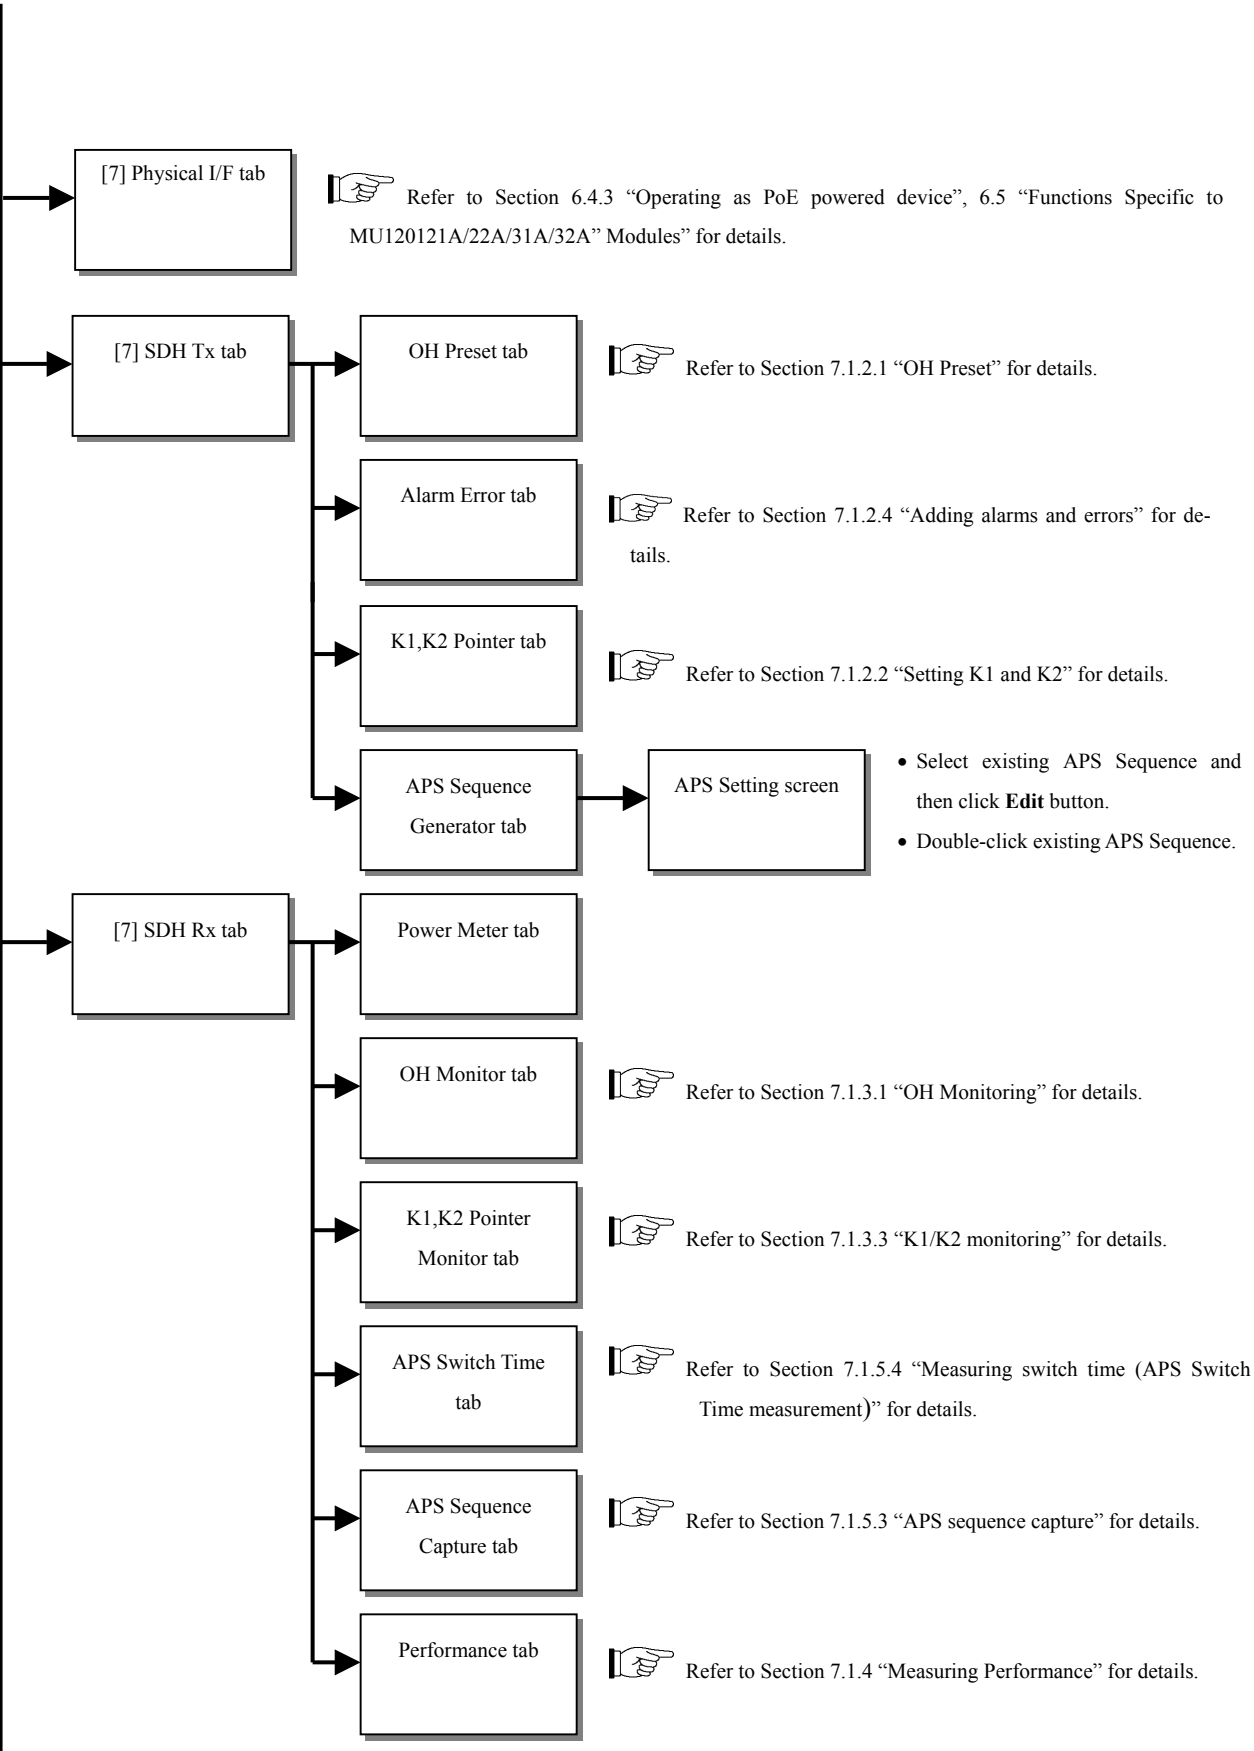 [7] Physical I/F tab
Refer to Section 6.4.3 “Operating as PoE powered device”, 6.5 “Functions Specific to
MU120121A/22A/31A/32A” Modules” for details.
[7] SDH Tx tab
OH Preset tab
Refer to Section 7.1.2.1 “OH Preset” for details.
Alarm Error tab
Refer to Section 7.1.2.4 “Adding alarms and errors” for de-
tails.
K1,K2 Pointer tab
Refer to Section 7.1.2.2 “Setting K1 and K2” for details.
APS Sequence
Generator tab
APS Setting screen
• Select existing APS Sequence and
then click Edit button.
• Double-click existing APS Sequence.
[7] SDH Rx tab
Power Meter tab
OH Monitor tab
Refer to Section 7.1.3.1 “OH Monitoring” for details.
K1,K2 Pointer
Monitor tab
Refer to Section 7.1.3.3 “K1/K2 monitoring” for details.
APS Switch Time
tab
Refer to Section 7.1.5.4 “Measuring switch time (APS Switch
Time measurement)” for details.
APS Sequence
Capture tab
Refer to Section 7.1.5.3 “APS sequence capture” for details.
Performance tab
Refer to Section 7.1.4 “Measuring Performance” for details.